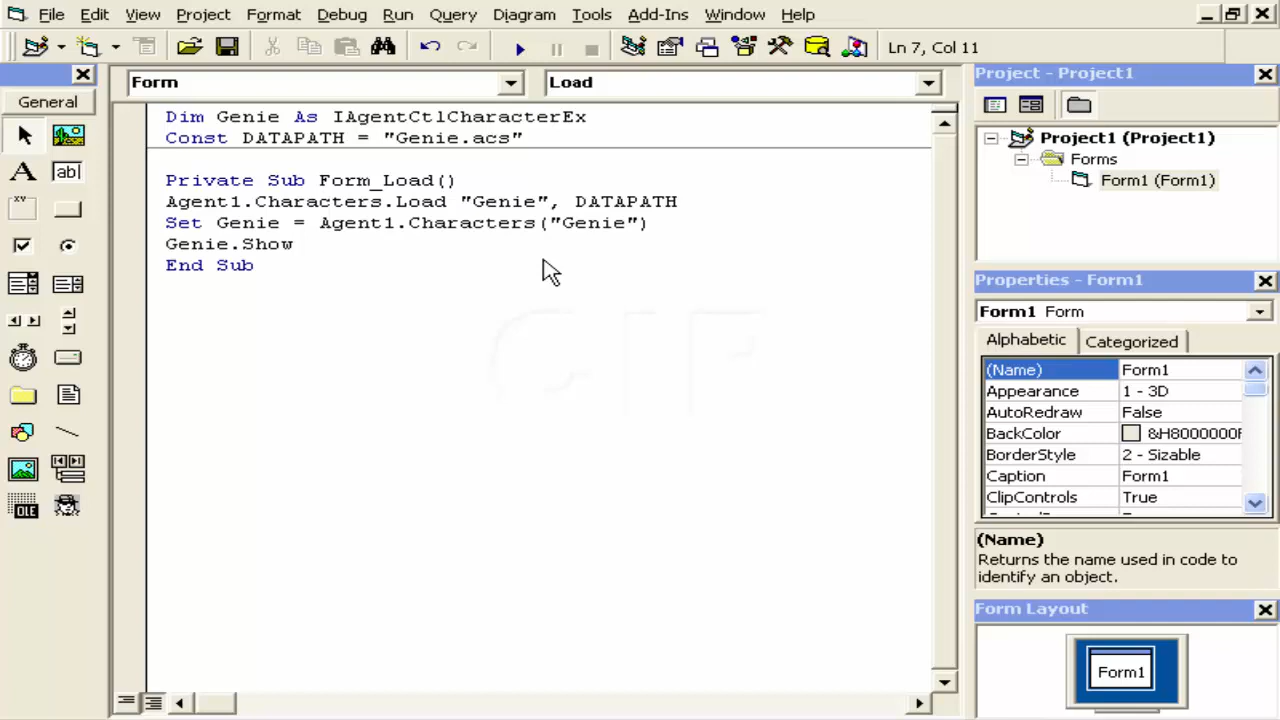 File Edit View Project Format Debug Run Query Diagram Tools Add-Ins Window Help
Ln 7, Col 11
General
A
ab|
XY
OLE
Form
Load
Dim Genie As IAgentCtlCharacterEx
Const DATAPATH = "Genie.acs"
Private Sub Form_Load()
Agent1.Characters.Load "Genie", DATAPATH
Set Genie = Agent1.Characters("Genie")
Genie.Show
End Sub
Project - Project1
Project1 (Project1)
Forms
Form1 (Form1)
Properties - Form1
Form1 Form
Alphabetic Categorized
(Name) Form1
Appearance 1 - 3D
AutoRedraw False
BackColor &H8000000F
BorderStyle 2 - Sizable
Caption Form1
ClipControls True
(Name)
Returns the name used in code to
identify an object.
Form Layout
Form1